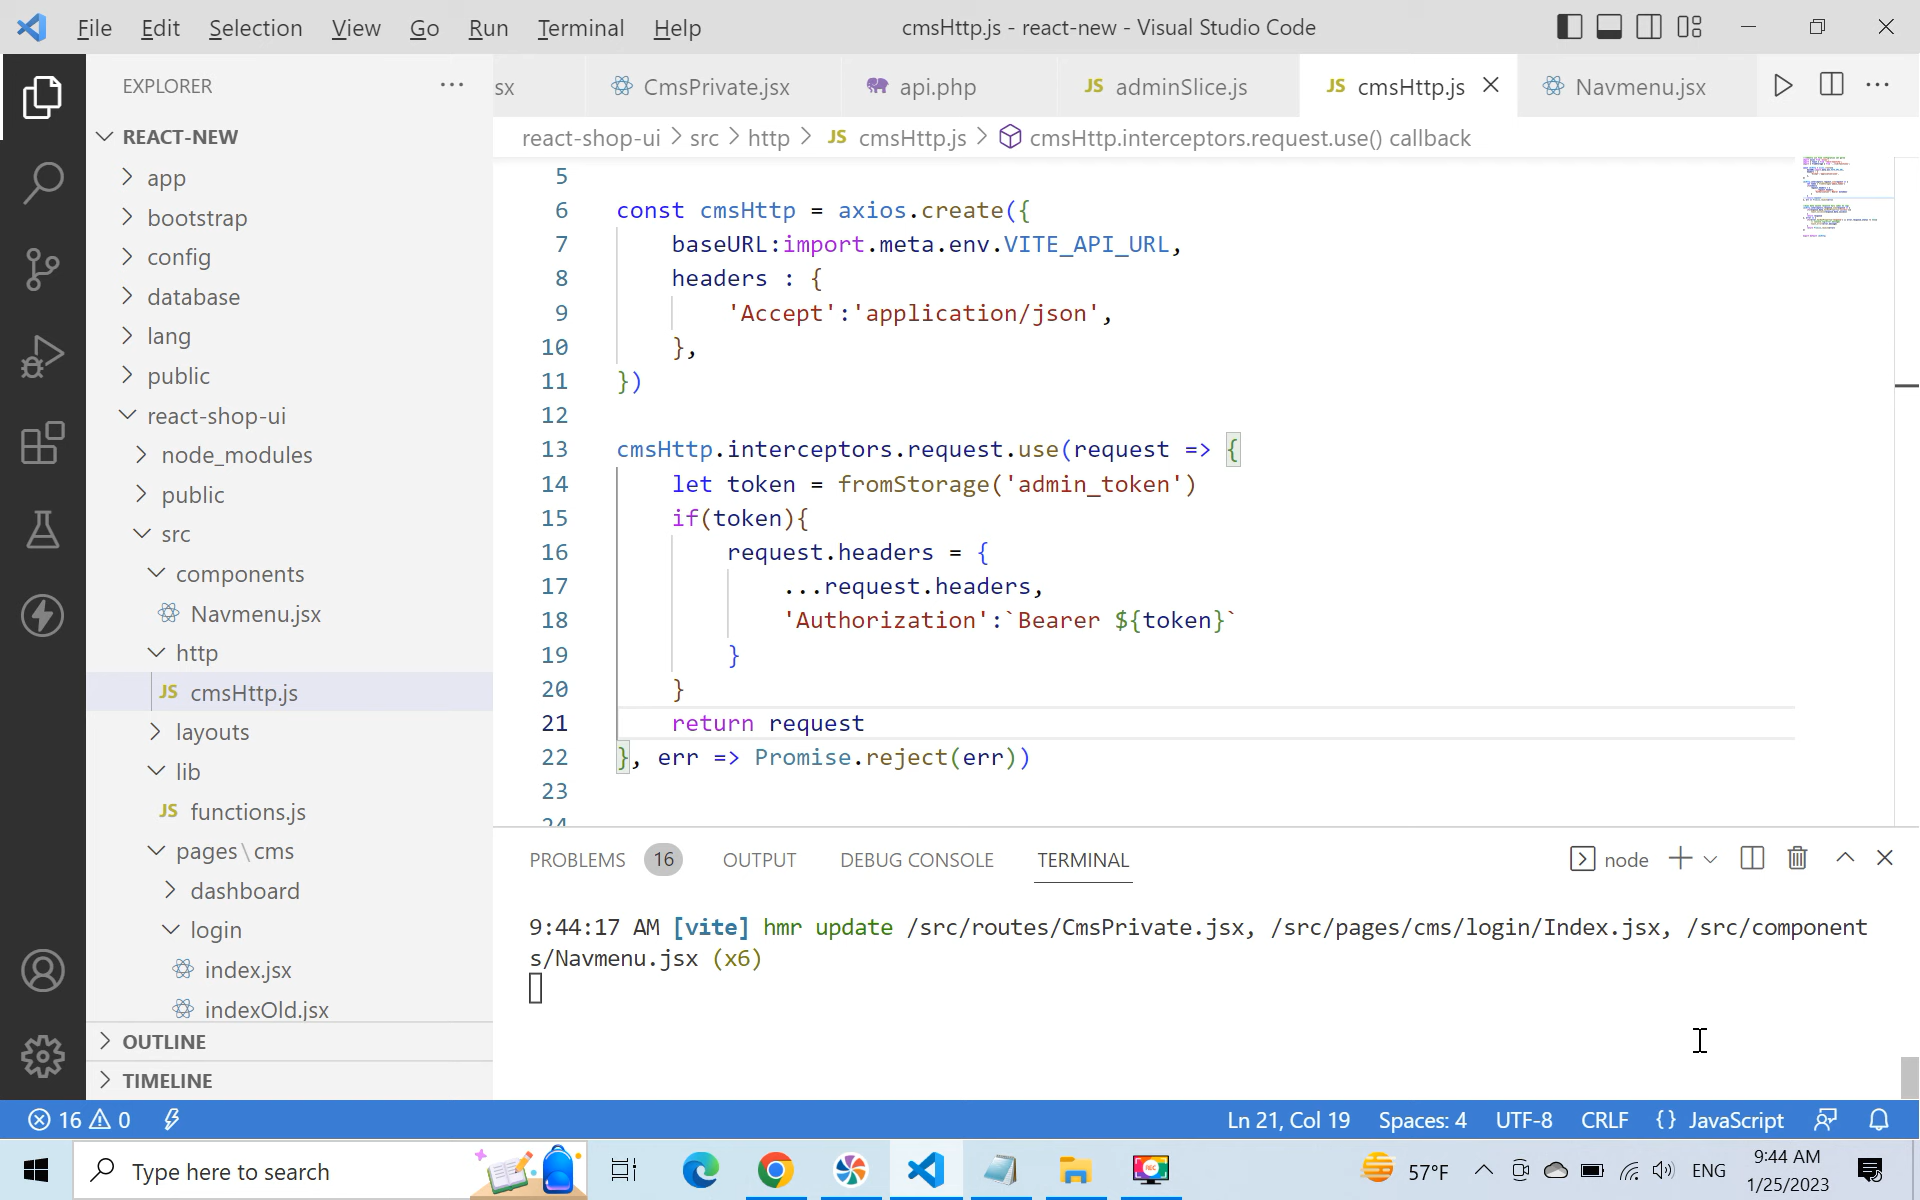 File Edit Selection View Go Run Terminal Help cmsHttp.js - react-new - Visual Studio Code
EXPLORER
sx CmsPrivate.jsx api.php JS adminSlice.js JS cmsHttp.js Navmenu.jsx
REACT-NEW
react-shop-ui > src > http > JS cmsHttp.js > cmsHttp.interceptors.request.use() callback
app
bootstrap
config
database
lang
public
react-shop-ui
node_modules
public
src
components
Navmenu.jsx
http
JS cmsHttp.js
layouts
lib
JS functions.js
pages\cms
dashboard
login
index.jsx
indexOld.jsx
OUTLINE
TIMELINE
5
6 const cmsHttp = axios.create({
7 baseURL:import.meta.env.VITE_API_URL,
8 headers : {
9 'Accept':'application/json',
10 },
11 })
12
13 cmsHttp.interceptors.request.use(request => {
14 let token = fromStorage('admin_token')
15 if(token){
16 request.headers = {
17 ...request.headers,
18 'Authorization':`Bearer ${token}`
19 }
20 }
21 return request
22 }, err => Promise.reject(err))
23
24
PROBLEMS 16 OUTPUT DEBUG CONSOLE TERMINAL node
9:44:17 AM [vite] hmr update /src/routes/CmsPrivate.jsx, /src/pages/cms/login/Index.jsx, /src/component
s/Navmenu.jsx (x6)
16 0 Ln 21, Col 19 Spaces: 4 UTF-8 CRLF {} JavaScript
Type here to search 57°F ENG 9:44 AM
1/25/2023